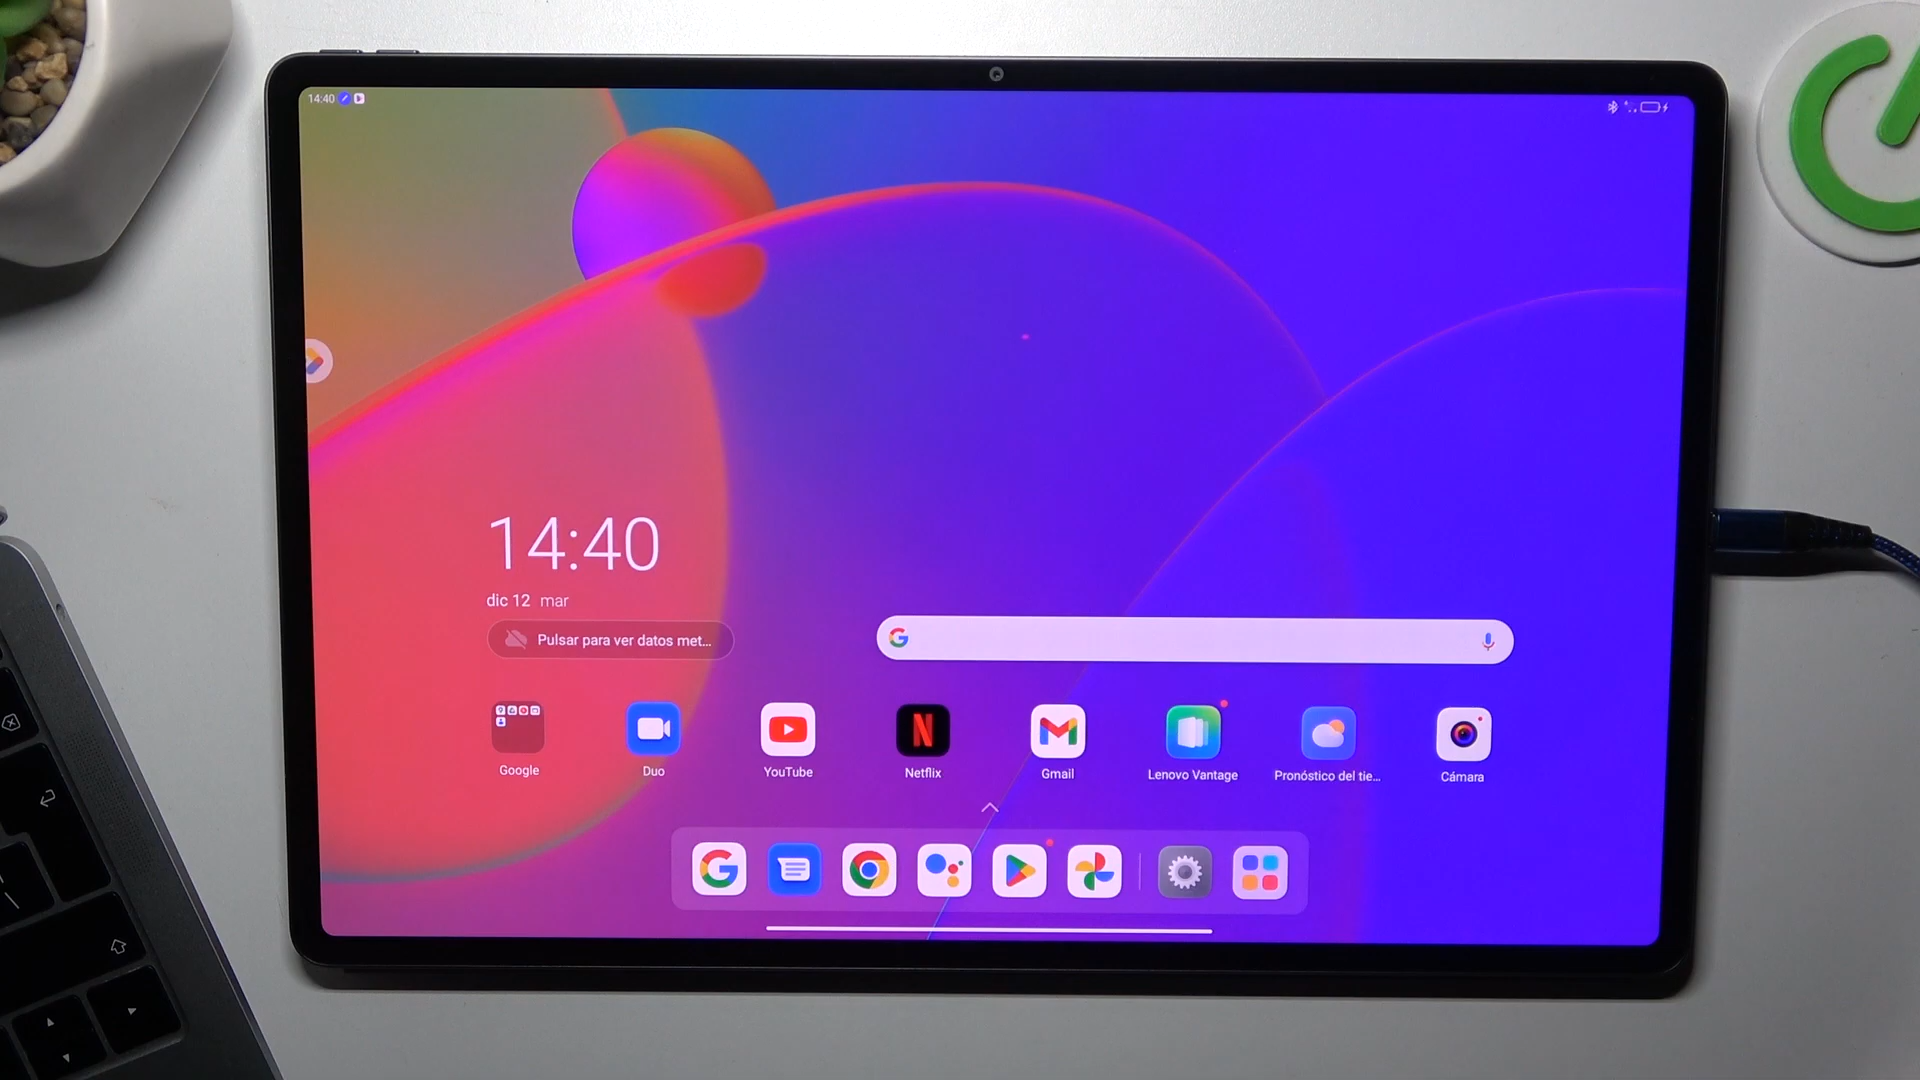 14:40
14:40
dic 12 mar
Pulsar para ver datos met...
Google
Duo
YouTube
Netflix
Gmail
Lenovo Vantage
Pronóstico del tie...
Cámara